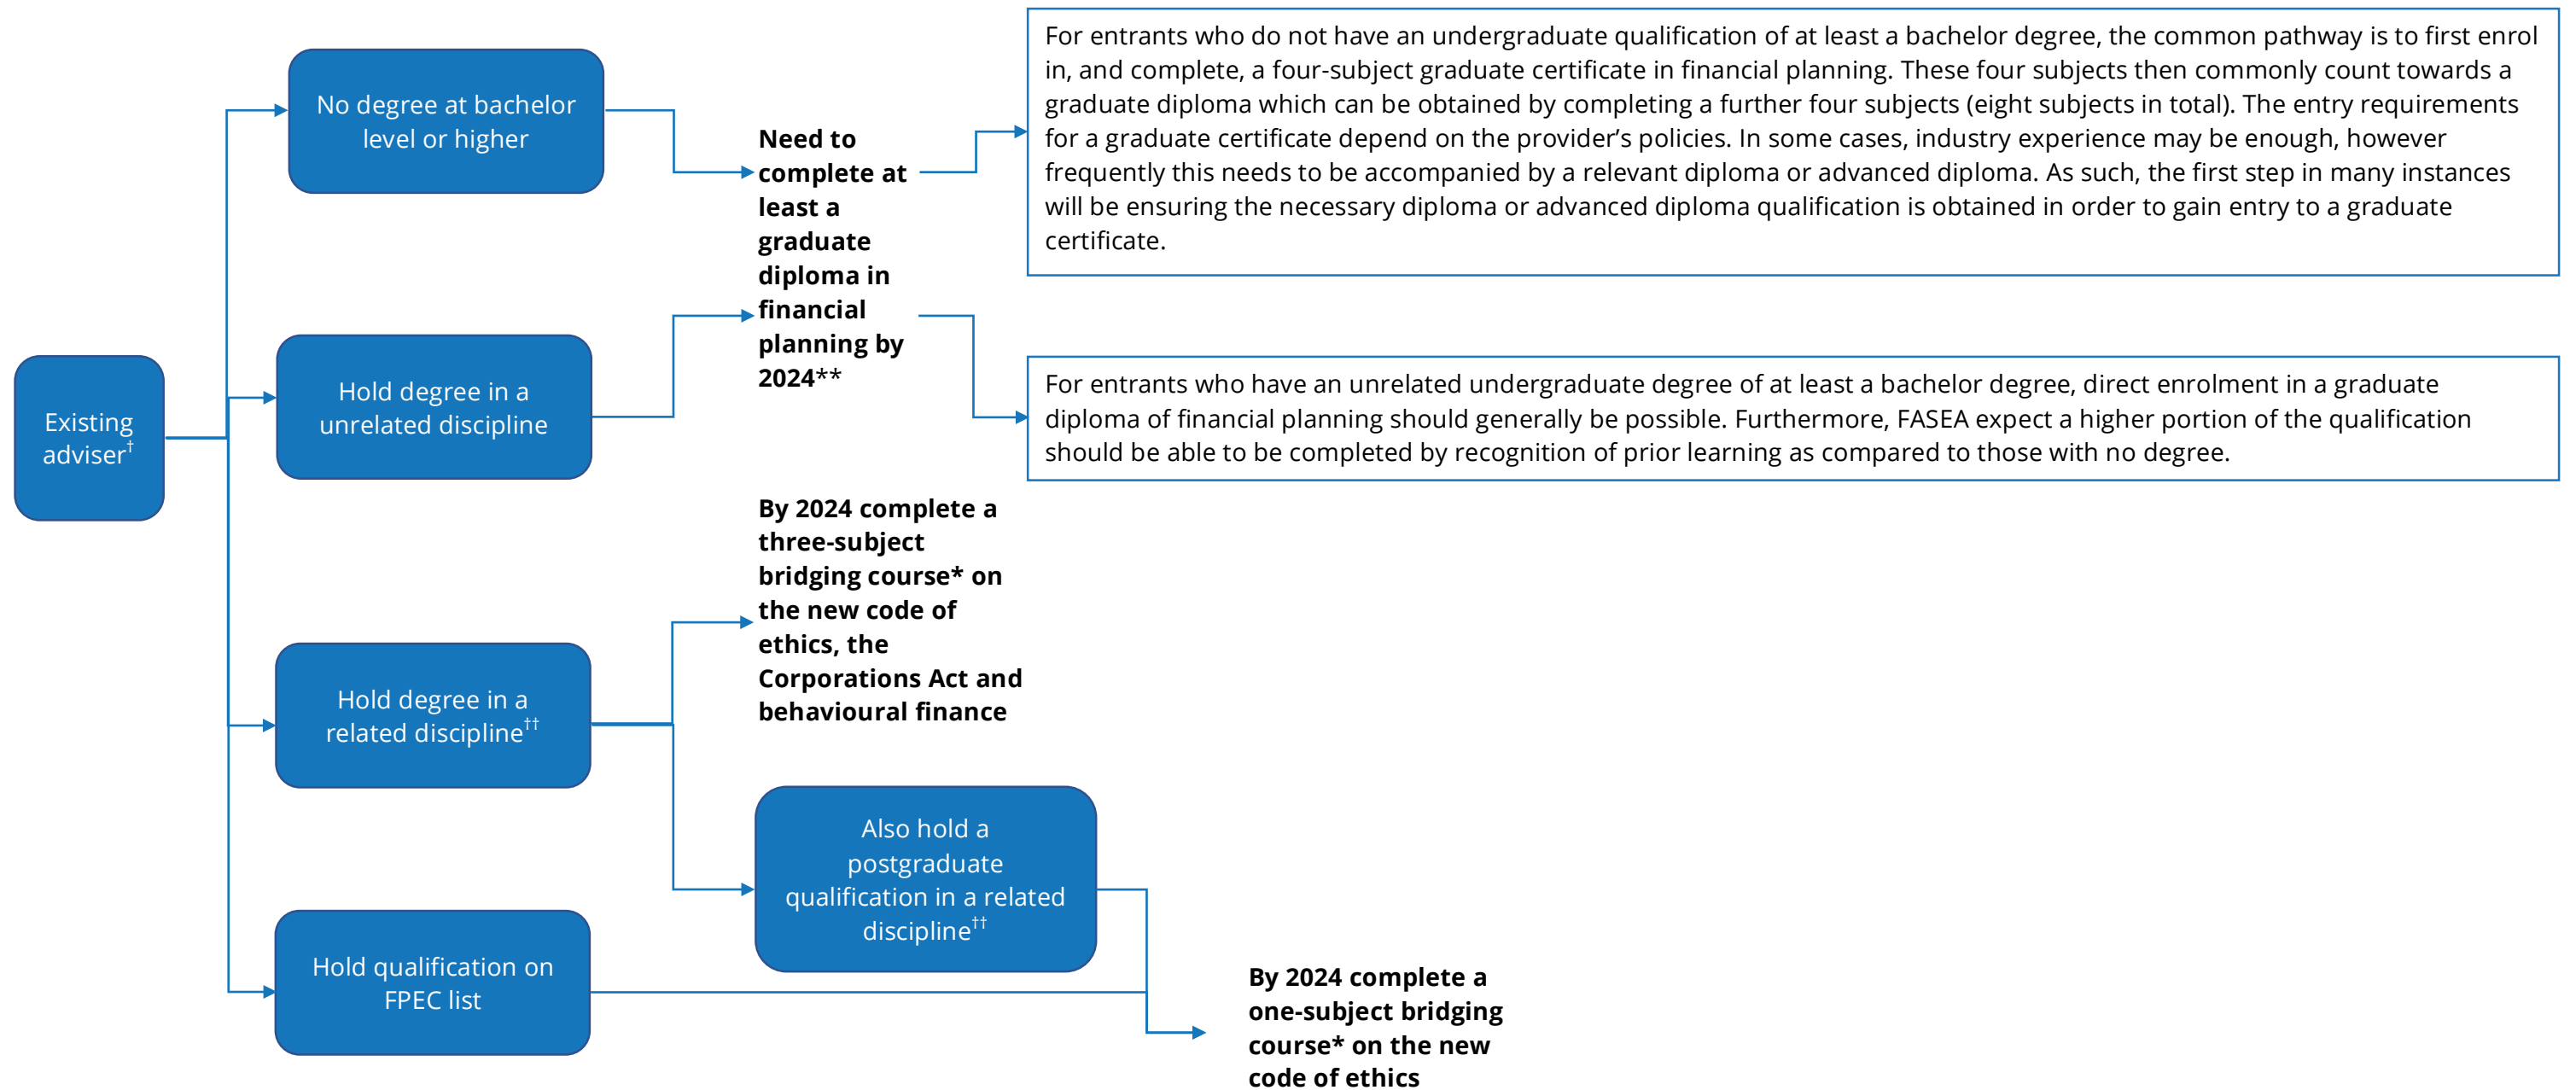 No degree at bachelor
level or higher
For entrants who do not have an undergraduate qualification of at least a bachelor degree, the common pathway is to first enrol
in, and complete, a four-subject graduate certificate in financial planning. These four subjects then commonly count towards a
graduate diploma which can be obtained by completing a further four subjects (eight subjects in total). The entry requirements
for a graduate certificate depend on the provider’s policies. In some cases, industry experience may be enough, however
frequently this needs to be accompanied by a relevant diploma or advanced diploma. As such, the first step in many instances
will be ensuring the necessary diploma or advanced diploma qualification is obtained in order to gain entry to a graduate
certificate.
Need to
complete at
least a
graduate
diploma in
financial
planning by
2024**
Existing
adviser†
Hold degree in a
unrelated discipline
For entrants who have an unrelated undergraduate degree of at least a bachelor degree, direct enrolment in a graduate
diploma of financial planning should generally be possible. Furthermore, FASEA expect a higher portion of the qualification
should be able to be completed by recognition of prior learning as compared to those with no degree.
By 2024 complete a
three-subject
bridging course* on
the new code of
ethics, the
Corporations Act and
behavioural finance
Hold degree in a
related discipline††
Also hold a
postgraduate
qualification in a related
discipline††
Hold qualification on
FPEC list
By 2024 complete a
one-subject bridging
course* on the new
code of ethics